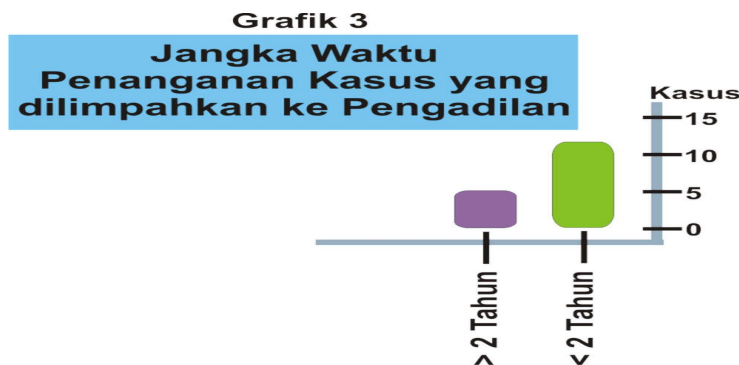 Grafik 3
Jangka Waktu
Penanganan Kasus yang
dilimpahkan ke Pengadilan
Kasus
15
10
5
0
> 2 Tahun
< 2 Tahun